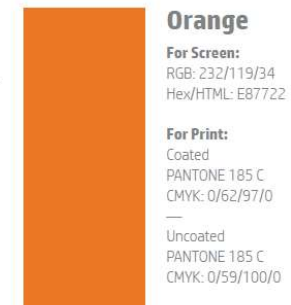 Orange
For Screen:
RGB: 232/119/34
Hex/HTML: E87722
For Print:
Coated
PANTONE 185 C
CMYK: 0/62/97/0
—
Uncoated
PANTONE 185 C
CMYK: 0/59/100/0